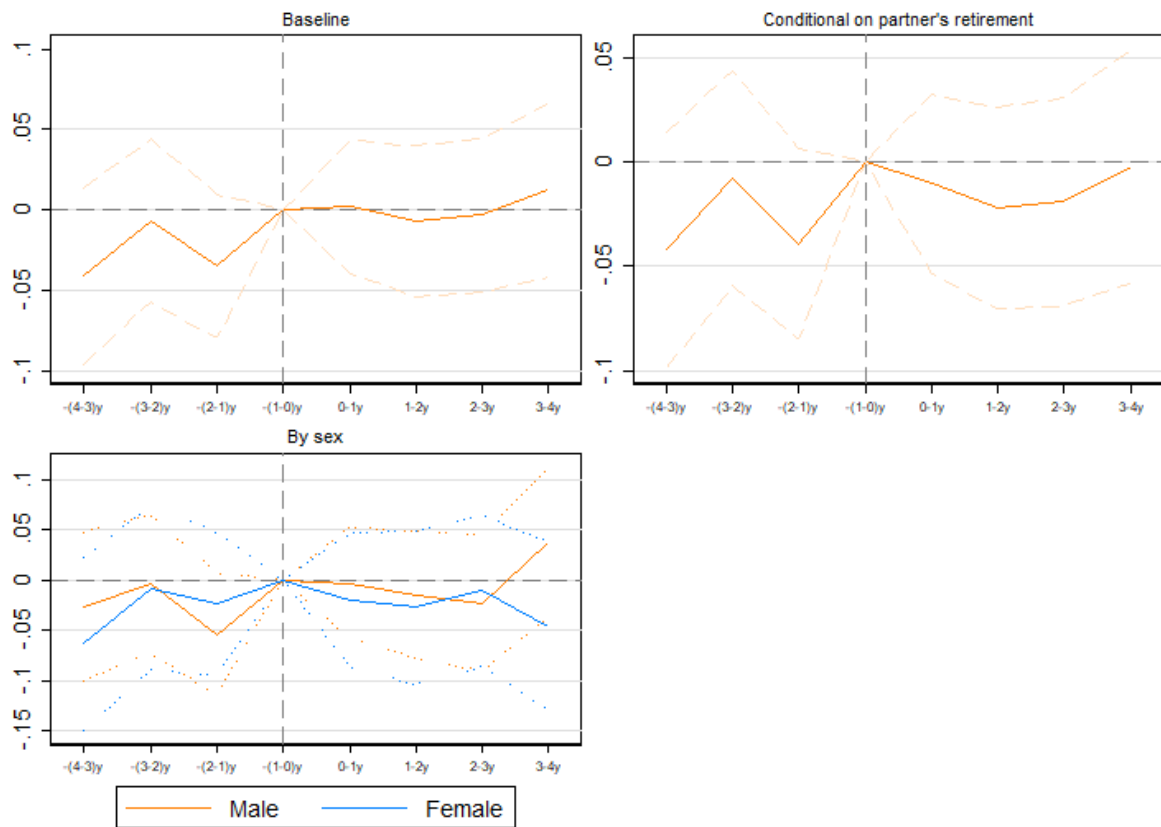 Baseline
.1
.05
0
-.05
-.1
-(4-3)y -(3-2)y -(2-1)y -(1-0)y 0-1y 1-2y 2-3y 3-4y
Conditional on partner's retirement
.05
0
-.05
-.1
-(4-3)y -(3-2)y -(2-1)y -(1-0)y 0-1y 1-2y 2-3y 3-4y
By sex
.1
.05
0
-.05
-.1
-.15
-(4-3)y -(3-2)y -(2-1)y -(1-0)y 0-1y 1-2y 2-3y 3-4y
Male Female